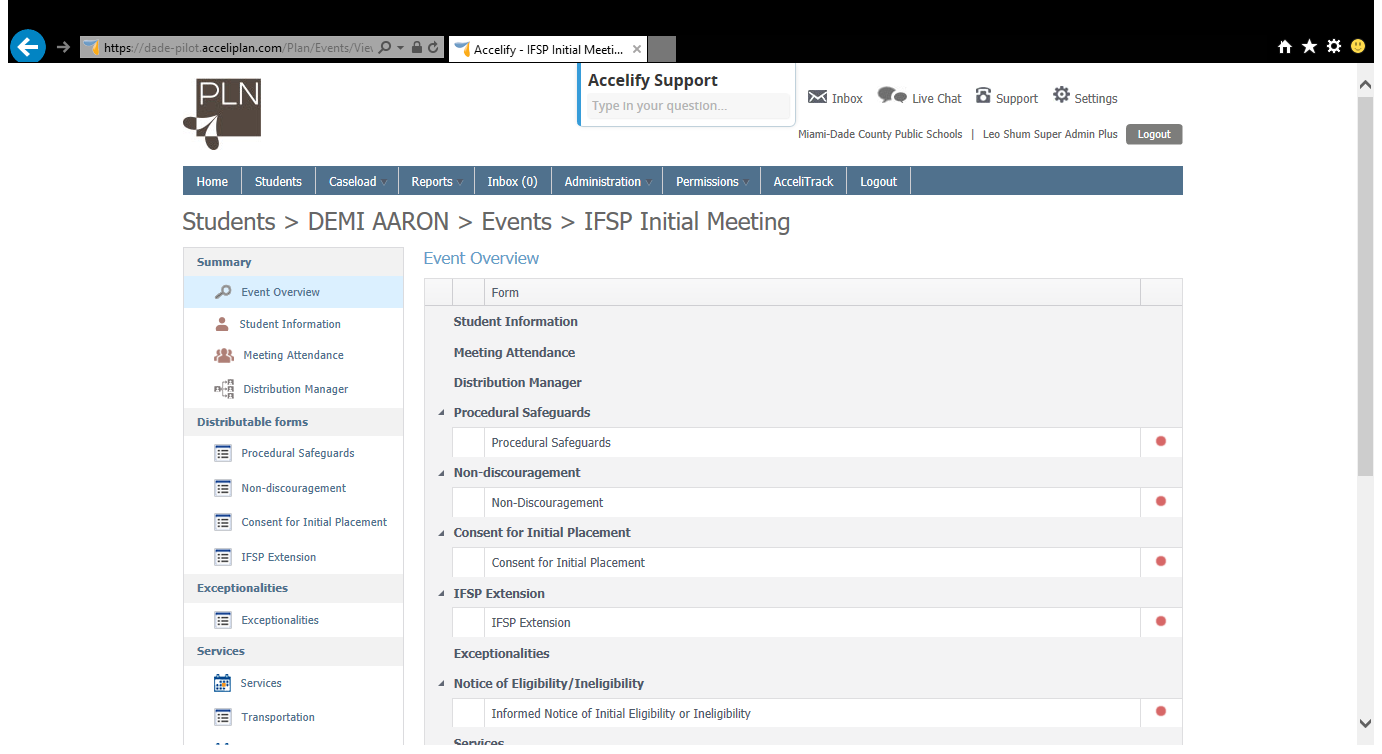 https://dade-pilot.acceliplan.com/Plan/Events/Vie
Accelify - IFSP Initial Meeti...
PLN
Accelify Support
Type in your question...
Inbox
Live Chat
Support
Settings
Miami-Dade County Public Schools | Leo Shum Super Admin Plus
Logout
Home
Students
Caseload
Reports
Inbox (0)
Administration
Permissions
AcceliTrack
Logout
Students > DEMI AARON > Events > IFSP Initial Meeting
Summary
Event Overview
Student Information
Meeting Attendance
Distribution Manager
Distributable forms
Procedural Safeguards
Non-discouragement
Consent for Initial Placement
IFSP Extension
Exceptionalities
Exceptionalities
Services
Services
Transportation
Event Overview
Form
Student Information
Meeting Attendance
Distribution Manager
Procedural Safeguards
Procedural Safeguards
Non-discouragement
Non-Discouragement
Consent for Initial Placement
Consent for Initial Placement
IFSP Extension
IFSP Extension
Exceptionalities
Notice of Eligibility/Ineligibility
Informed Notice of Initial Eligibility or Ineligibility
Services